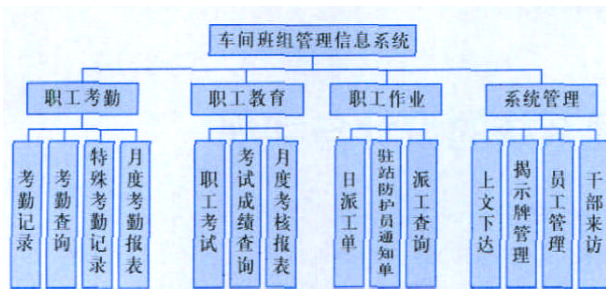 车间班组管理信息系统
职工考勤
职工教育
职工作业
系统管理
考勤记录
考勤查询
特殊考勤记录
月度考勤报表
职工考试
考试成绩查询
月度考核报表
日派工单
驻站防护员通知单
派工查询
上文下达
揭示牌管理
员工管理
干部来访